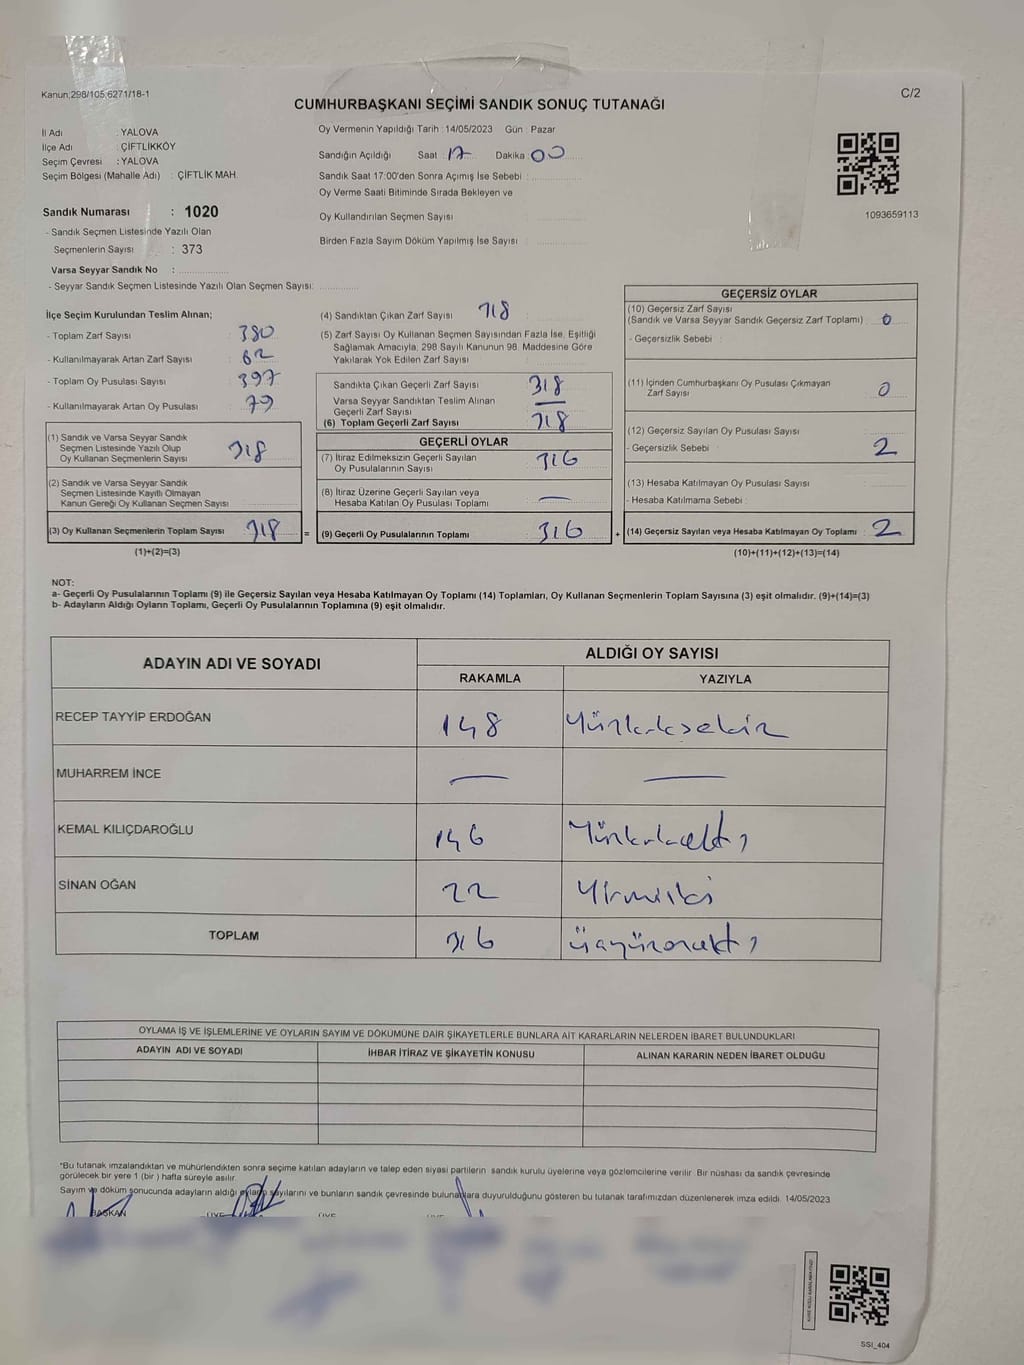 Kanun;298/105;6271/18-1
C/2
CUMHURBAŞKANI SEÇİMİ SANDIK SONUÇ TUTANAĞI
İl Adı : YALOVA
İlçe Adı : ÇİFTLİKKÖY
Seçim Çevresi : YALOVA
Seçim Bölgesi (Mahalle Adı) : ÇİFTLİK MAH.
Sandık Numarası : 1020
- Sandık Seçmen Listesinde Yazılı Olan
Seçmenlerin Sayısı : 373
Varsa Seyyar Sandık No :
- Seyyar Sandık Seçmen Listesinde Yazılı Olan Seçmen Sayısı:
Oy Vermenin Yapıldığı Tarih : 14/05/2023 Gün : Pazar
Sandığın Açıldığı Saat : 17 Dakika : 00
Sandık Saat 17:00'den Sonra Açımış İse Sebebi :
Oy Verme Saati Bitiminde Sırada Bekleyen ve
Oy Kullandırılan Seçmen Sayısı
Birden Fazla Sayım Döküm Yapılmış İse Sayısı :
1093659113
İlçe Seçim Kurulundan Teslim Alınan;
- Toplam Zarf Sayısı : 380
- Kullanılmayarak Artan Zarf Sayısı : 62
- Toplam Oy Pusulası Sayısı : 397
- Kullanılmayarak Artan Oy Pusulası : 79
(1) Sandık ve Varsa Seyyar Sandık
Seçmen Listesinde Yazılı Olup
Oy Kullanan Seçmenlerin Sayısı 318
(2) Sandık ve Varsa Seyyar Sandık
Seçmen Listesinde Kayıtlı Olmayan
Kanun Gereği Oy Kullanan Seçmen Sayısı
(3) Oy Kullanan Seçmenlerin Toplam Sayısı 318 =
(1)+(2)=(3)
(4) Sandıktan Çıkan Zarf Sayısı : 318
(5) Zarf Sayısı Oy Kullanan Seçmen Sayısından Fazla İse, Eşitliği
Sağlamak Amacıyla; 298 Sayılı Kanunun 98. Maddesine Göre
Yakılarak Yok Edilen Zarf Sayısı
Sandıkta Çıkan Geçerli Zarf Sayısı 318
Varsa Seyyar Sandıktan Teslim Alınan
Geçerli Zarf Sayısı
(6) Toplam Geçerli Zarf Sayısı 318
GEÇERLİ OYLAR
(7) İtiraz Edilmeksizin Geçerli Sayılan
Oy Pusulalarının Sayısı : 316
(8) İtiraz Üzerine Geçerli Sayılan veya
Hesaba Katılan Oy Pusulası Toplamı : —
(9) Geçerli Oy Pusulalarının Toplamı 316 +
GEÇERSİZ OYLAR
(10) Geçersiz Zarf Sayısı
(Sandık ve Varsa Seyyar Sandık Geçersiz Zarf Toplamı) : 0
- Geçersizlik Sebebi :
(11) İçinden Cumhurbaşkanı Oy Pusulası Çıkmayan
Zarf Sayısı 0
(12) Geçersiz Sayılan Oy Pusulası Sayısı
- Geçersizlik Sebebi : 2
(13) Hesaba Katılmayan Oy Pusulası Sayısı :
- Hesaba Katılmama Sebebi :
(14) Geçersiz Sayılan veya Hesaba Katılmayan Oy Toplamı : 2
(10)+(11)+(12)+(13)=(14)
NOT:
a- Geçerli Oy Pusulalarının Toplamı (9) ile Geçersiz Sayılan veya Hesaba Katılmayan Oy Toplamı (14) Toplamları, Oy Kullanan Seçmenlerin Toplam Sayısına (3) eşit olmalıdır. (9)+(14)=(3)
b- Adayların Aldığı Oyların Toplamı, Geçerli Oy Pusulalarının Toplamına (9) eşit olmalıdır.
ADAYIN ADI VE SOYADI ALDIĞI OY SAYISI
RAKAMLA YAZIYLA
RECEP TAYYİP ERDOĞAN 148 Yüzkırksekiz
MUHARREM İNCE — —
KEMAL KILIÇDAROĞLU 146 Yüzkırkaltı
SİNAN OĞAN 22 Yirmiiki
TOPLAM 316 üçyüzonaltı
OYLAMA İŞ VE İŞLEMLERİNE VE OYLARIN SAYIM VE DÖKÜMÜNE DAİR ŞİKAYETLERLE BUNLARA AİT KARARLARIN NELERDEN İBARET BULUNDUKLARI
ADAYIN ADI VE SOYADI İHBAR İTİRAZ VE ŞİKAYETİN KONUSU ALINAN KARARIN NEDEN İBARET OLDUĞU
*Bu tutanak imzalandıktan ve mühürlendikten sonra seçime katılan adayların ve talep eden siyasi partilerin sandık kurulu üyelerine veya gözlemcilerine verilir. Bir nüshası da sandık çevresinde
görülecek bir yere 1 (bir ) hafta süreyle asılır.
Sayım ve döküm sonucunda adayların aldığı oyların sayılarını ve bunların sandık çevresinde bulunanlara duyurulduğunu gösteren bu tutanak tarafımızdan düzenlenerek imza edildi. 14/05/2023
BAŞKAN ÜYE ÜYE ÜYE
SSI_404